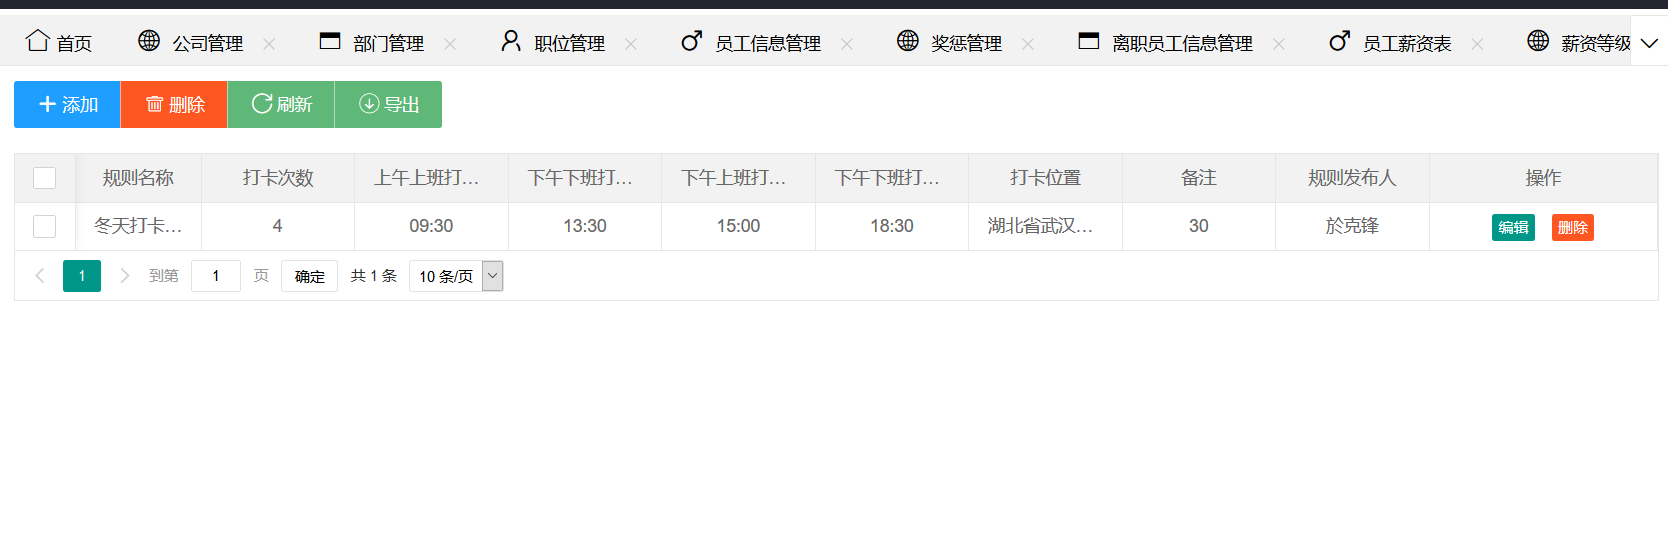 首页 公司管理 部门管理 职位管理 员工信息管理 奖惩管理 离职员工信息管理 员工薪资表 薪资等级
添加 删除 刷新 导出
规则名称 打卡次数 上午上班打... 下午下班打... 下午上班打... 下午下班打... 打卡位置 备注 规则发布人 操作
冬天打卡... 4 09:30 13:30 15:00 18:30 湖北省武汉... 30 於克锋 编辑 删除
1 到第 1 页 确定 共 1 条 10 条/页